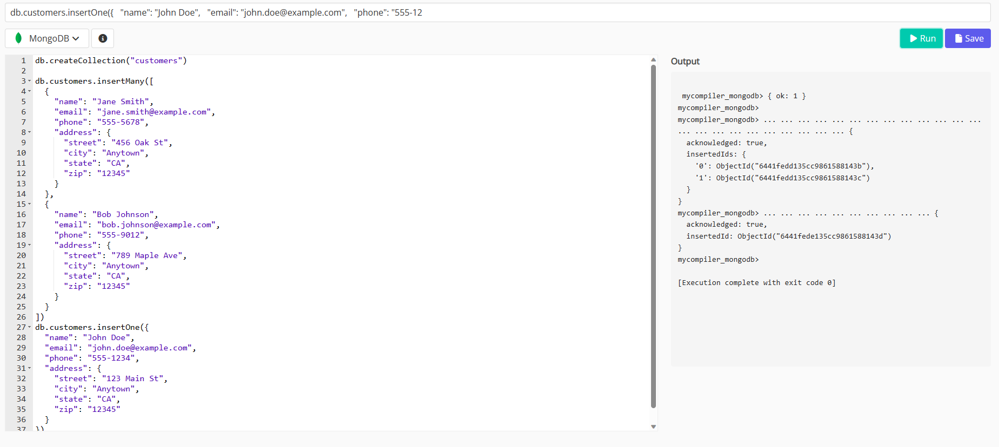 db.customers.insertOne({   "name": "John Doe",   "email": "john.doe@example.com",   "phone": "555-12
MongoDB
Run
Save
1 db.createCollection("customers")
2
3 db.customers.insertMany([
4   {
5     "name": "Jane Smith",
6     "email": "jane.smith@example.com",
7     "phone": "555-5678",
8     "address": {
9       "street": "456 Oak St",
10       "city": "Anytown",
11       "state": "CA",
12       "zip": "12345"
13     }
14   },
15   {
16     "name": "Bob Johnson",
17     "email": "bob.johnson@example.com",
18     "phone": "555-9012",
19     "address": {
20       "street": "789 Maple Ave",
21       "city": "Anytown",
22       "state": "CA",
23       "zip": "12345"
24     }
25   }
26 ])
27 db.customers.insertOne({
28   "name": "John Doe",
29   "email": "john.doe@example.com",
30   "phone": "555-1234",
31   "address": {
32     "street": "123 Main St",
33     "city": "Anytown",
34     "state": "CA",
35     "zip": "12345"
36   }
37 })
Output
mycompiler_mongodb> { ok: 1 }
mycompiler_mongodb>
mycompiler_mongodb> ... ... ... ... ... ... ... ... ... ... ... ... ...
... ... ... ... ... ... ... ... ... ... {
  acknowledged: true,
  insertedIds: {
    '0': ObjectId("6441fedd135cc9861588143b"),
    '1': ObjectId("6441fedd135cc9861588143c")
  }
}
mycompiler_mongodb> ... ... ... ... ... ... ... ... ... ... {
  acknowledged: true,
  insertedId: ObjectId("6441fede135cc9861588143d")
}
mycompiler_mongodb>
[Execution complete with exit code 0]